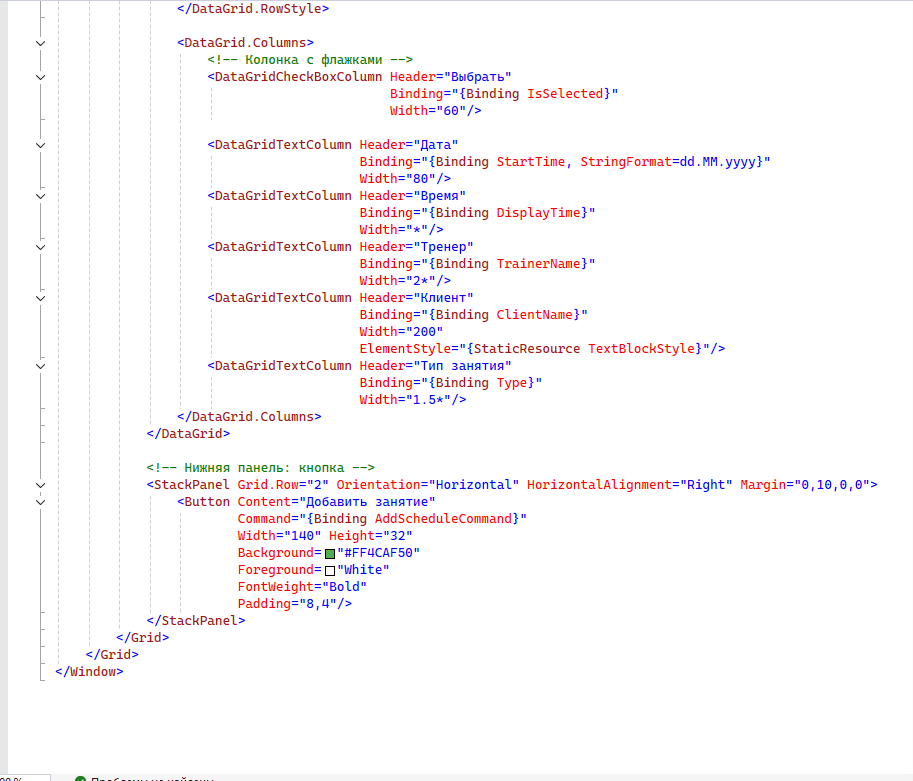 </DataGrid.RowStyle>
<DataGrid.Columns>
<!-- Колонка с флажками -->
<DataGridCheckBoxColumn Header="Выбрать"
Binding="{Binding IsSelected}"
Width="60"/>
<DataGridTextColumn Header="Дата"
Binding="{Binding StartTime, StringFormat=dd.MM.yyyy}"
Width="80"/>
<DataGridTextColumn Header="Время"
Binding="{Binding DisplayTime}"
Width="*"/>
<DataGridTextColumn Header="Тренер"
Binding="{Binding TrainerName}"
Width="2*"/>
<DataGridTextColumn Header="Клиент"
Binding="{Binding ClientName}"
Width="200"
ElementStyle="{StaticResource TextBlockStyle}"/>
<DataGridTextColumn Header="Тип занятия"
Binding="{Binding Type}"
Width="1.5*"/>
</DataGrid.Columns>
</DataGrid>
<!-- Нижняя панель: кнопка -->
<StackPanel Grid.Row="2" Orientation="Horizontal" HorizontalAlignment="Right" Margin="0,10,0,0">
<Button Content="Добавить занятие"
Command="{Binding AddScheduleCommand}"
Width="140" Height="32"
Background="#FF4CAF50"
Foreground="White"
FontWeight="Bold"
Padding="8,4"/>
</StackPanel>
</Grid>
</Grid>
</Window>